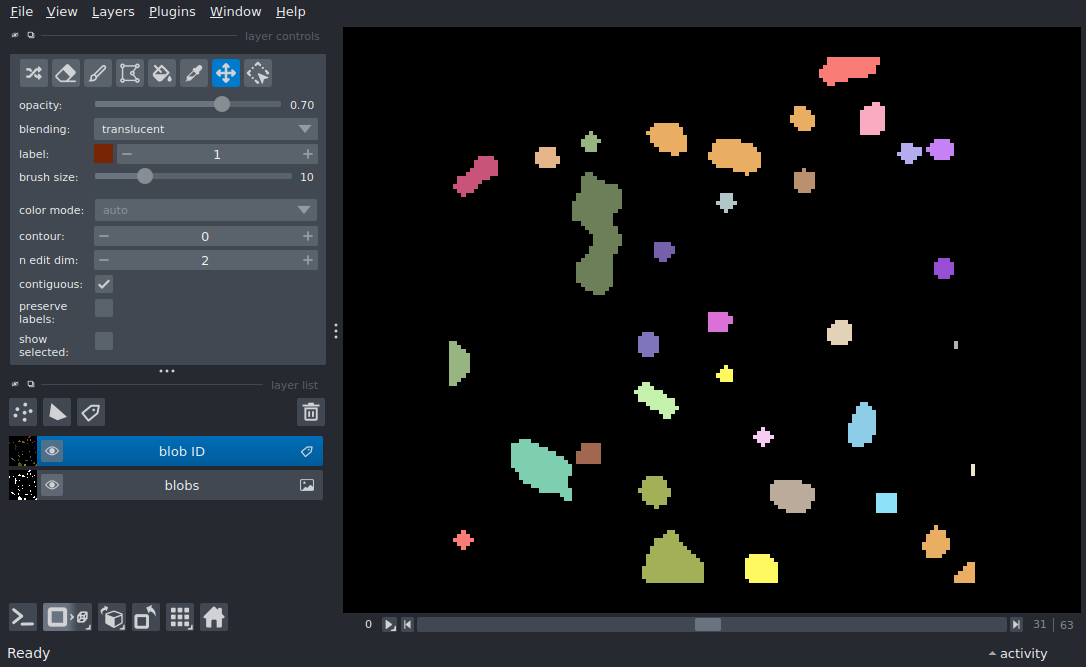 File View Layers Plugins Window Help
layer controls
opacity: 0.70
blending: translucent
label: 1
brush size: 10
color mode: auto
contour: 0
n edit dim: 2
contiguous:
preserve
labels:
show
selected:
layer list
blob ID
blobs
0 31 63
Ready activity